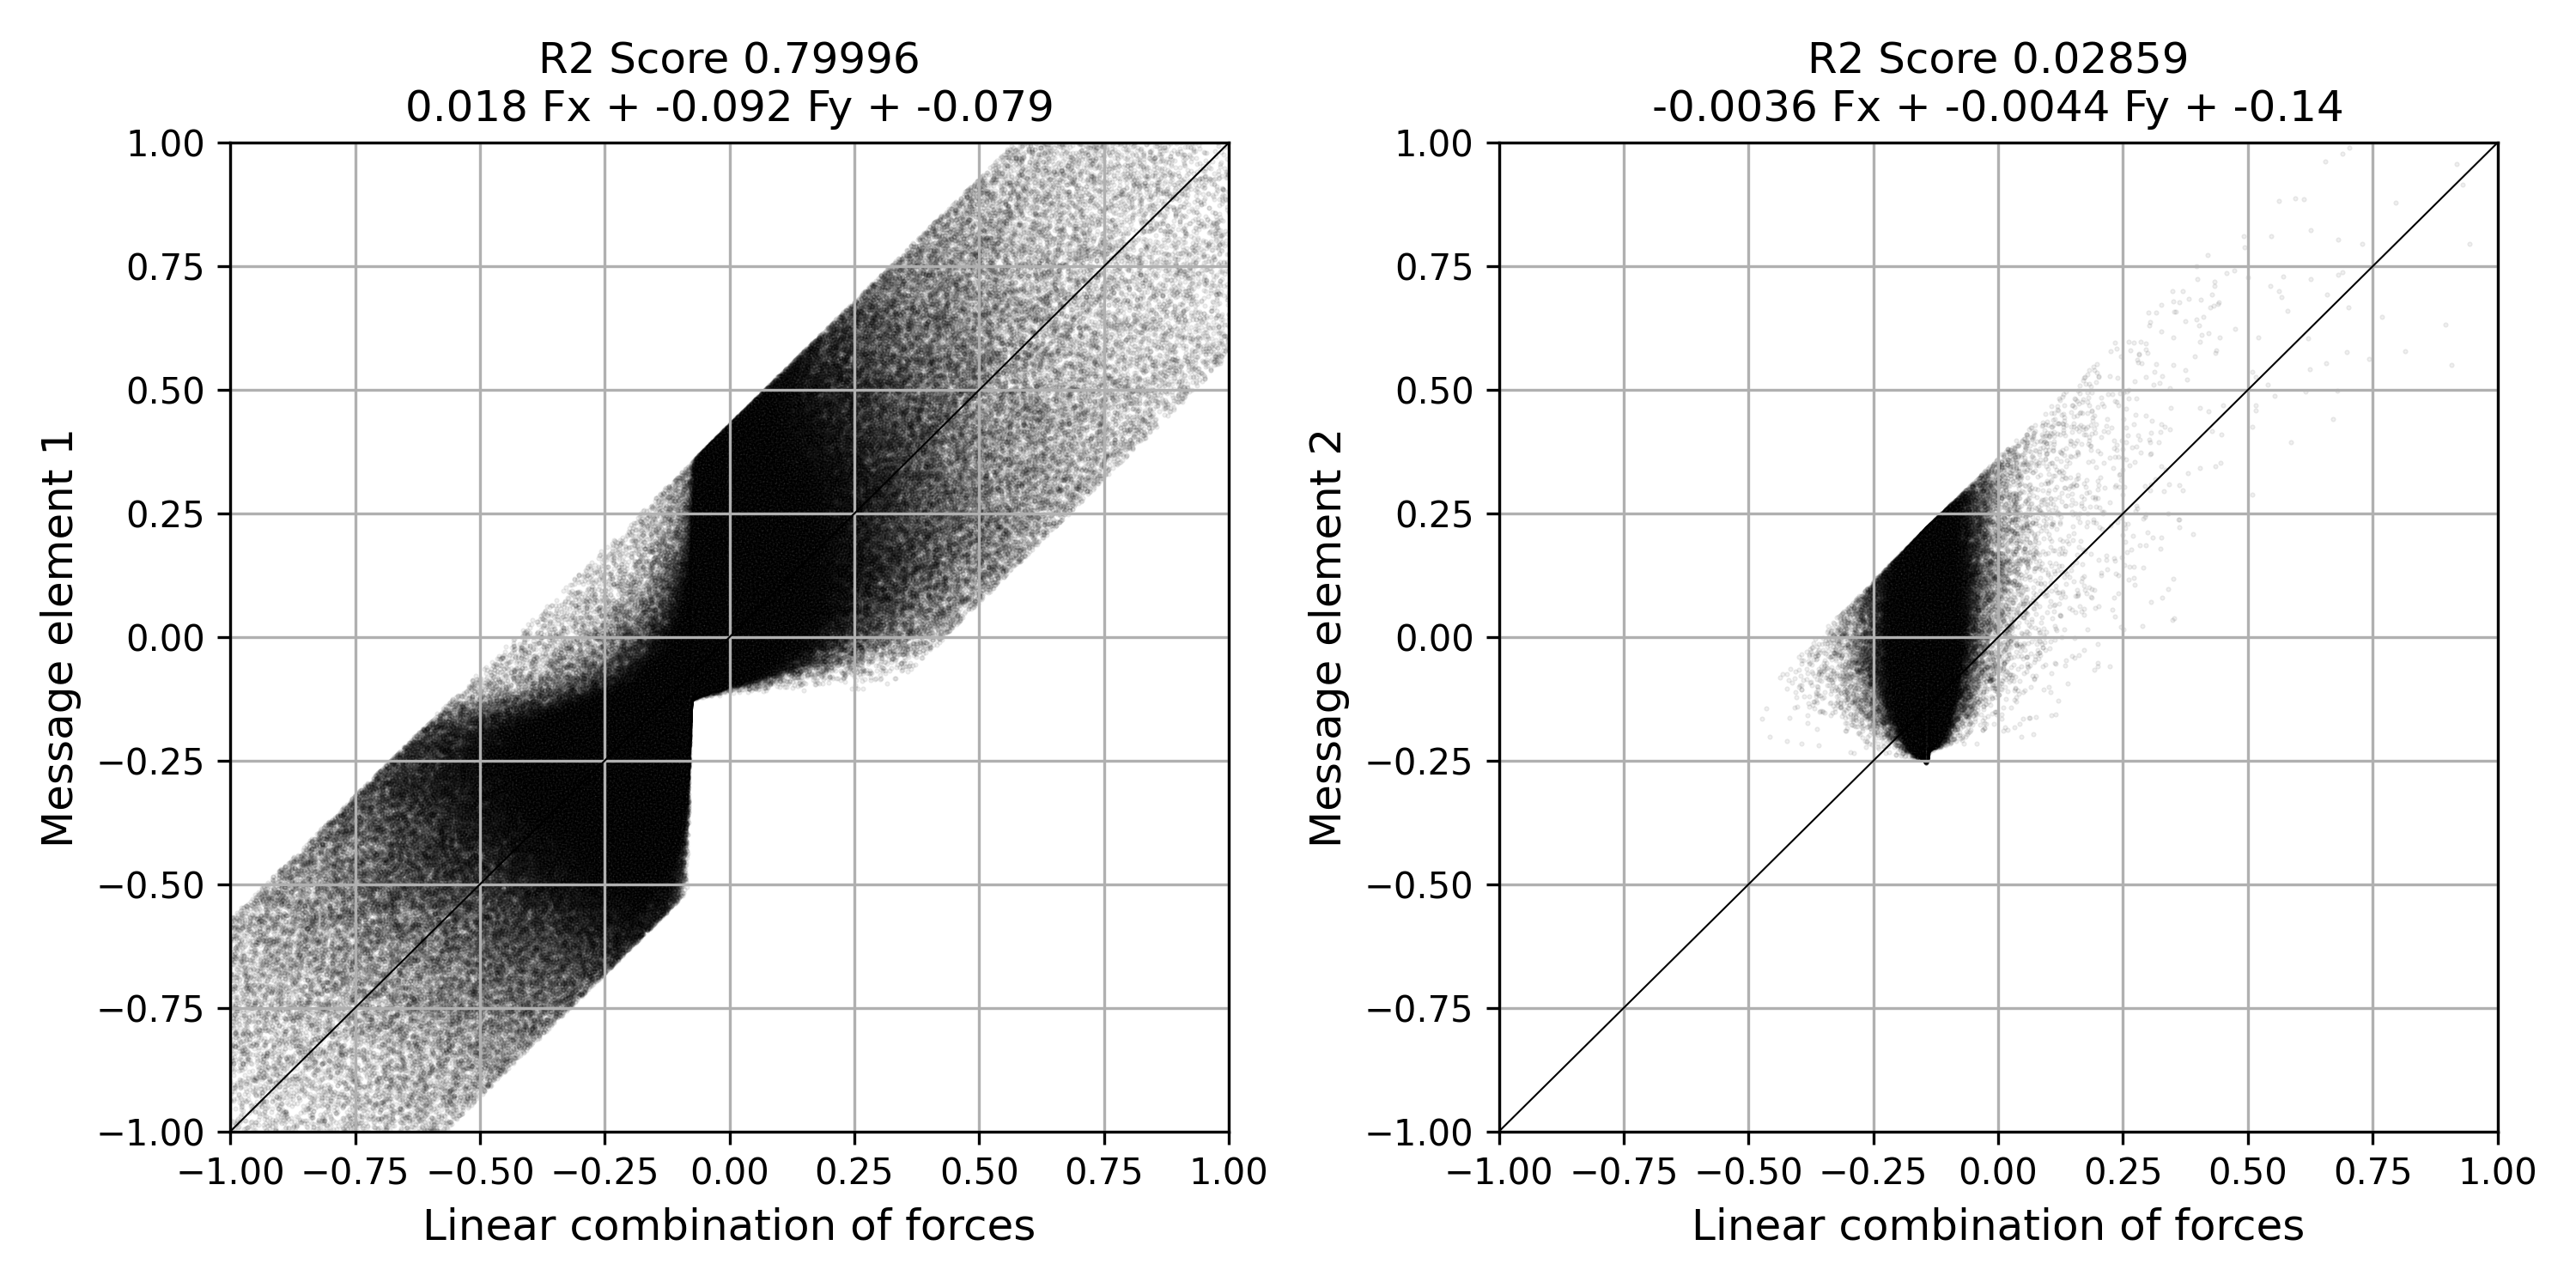 R2 Score 0.79996
0.018 Fx + -0.092 Fy + -0.079
1.00
0.75
0.50
0.25
0.00
−0.25
−0.50
−0.75
−1.00
Message element 1
−1.00 −0.75 −0.50 −0.25 0.00 0.25 0.50 0.75 1.00
Linear combination of forces
R2 Score 0.02859
-0.0036 Fx + -0.0044 Fy + -0.14
1.00
0.75
0.50
0.25
0.00
−0.25
−0.50
−0.75
−1.00
Message element 2
−1.00 −0.75 −0.50 −0.25 0.00 0.25 0.50 0.75 1.00
Linear combination of forces